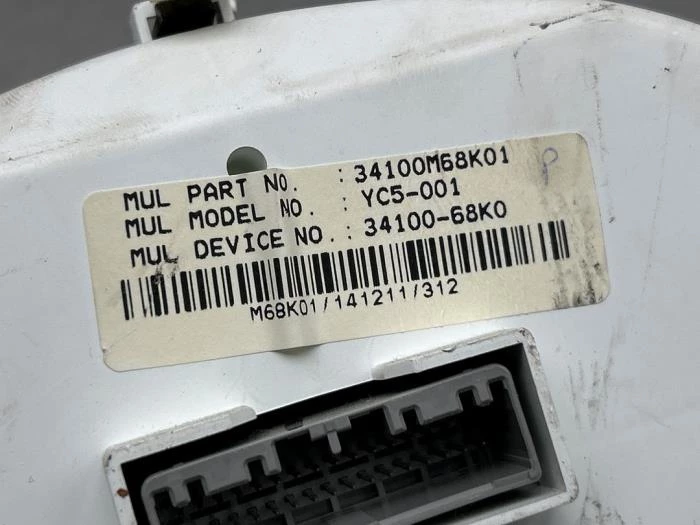 MUL PART NO. : 34100M68K01
MUL MODEL NO. : YC5-001
MUL DEVICE NO. : 34100-68K0
M68K01/141211/312
P